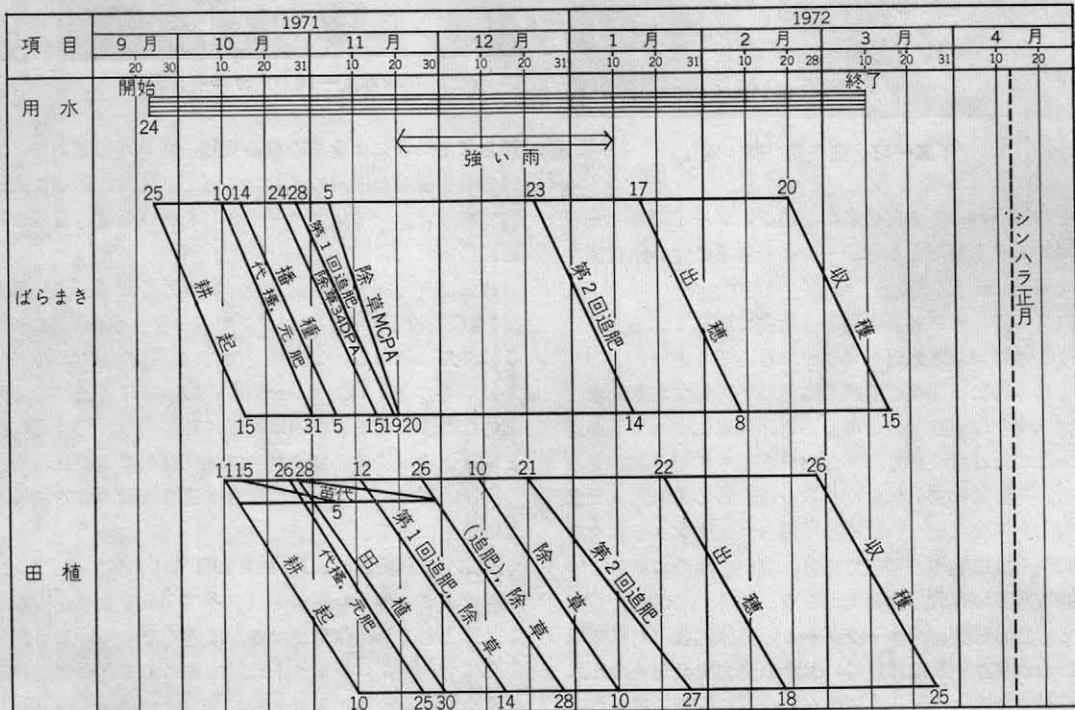 1971 1972
項 目 9 月 10 月 11 月 12 月 1 月 2 月 3 月 4 月
20 30 10 20 31 10 20 30 10 20 31 10 20 31 10 20 28 10 20 31 10 20
用 水 開始 終了
24
強い雨
25 10 14 24 28 5 23 17 20
ばらまき
耕起
代掻,元肥
播種
第1回追肥
除草3,4DPA
除草MCPA
第2回追肥
出穂
収穫
シンハラ正月
15 31 5 15 19 20 14 8 15
11 15 26 28 12 26 10 21 22 26
苗代
5
田 植
耕起
代掻,元肥
田植
第1回追肥,除草
(追肥),除草
除草
第2回追肥
出穂
収穫
10 25 30 14 28 10 27 18 25